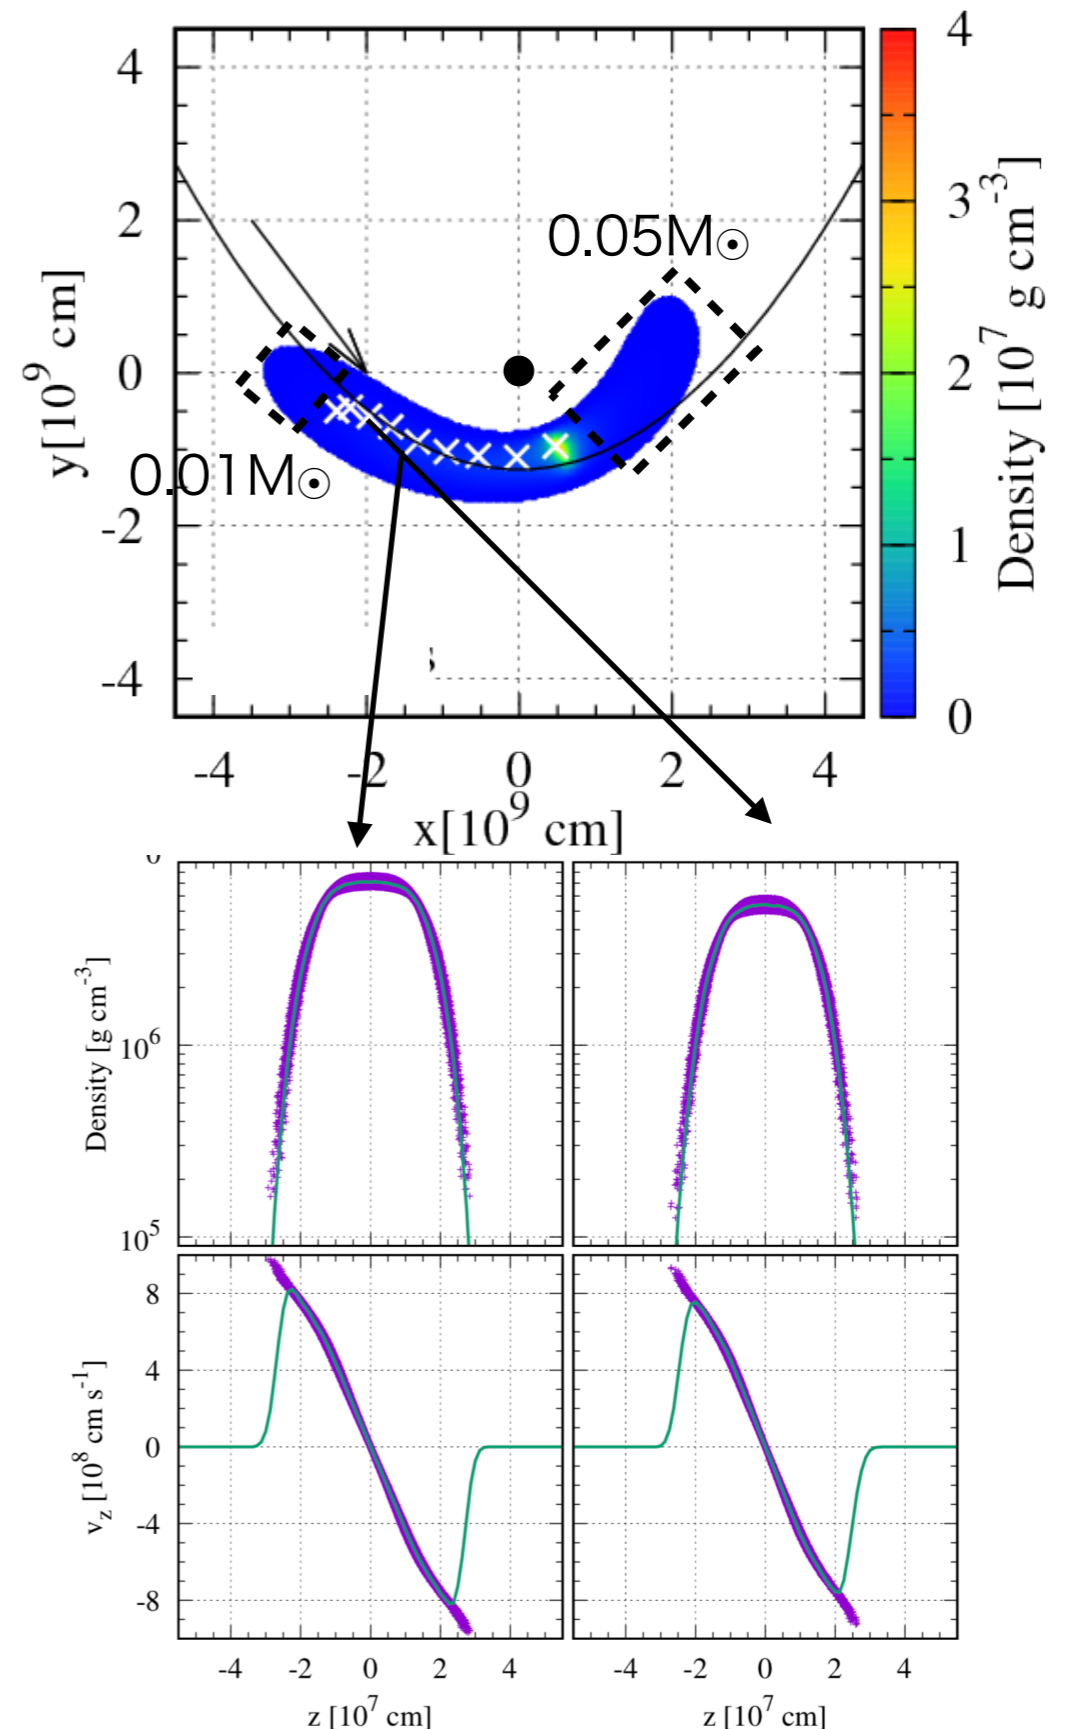 4
2
0
-2
-4
y[10⁹ cm]
0.05M☉
0.01M☉
-4 -2 0 2 4
x[10⁹ cm]
4
3
2
1
0
Density [10⁷ g cm⁻³]
10⁶
10⁵
Density [g cm⁻³]
8
4
0
-4
-8
v_z [10⁸ cm s⁻¹]
-4 -2 0 2 4
z [10⁷ cm]
-4 -2 0 2 4
z [10⁷ cm]